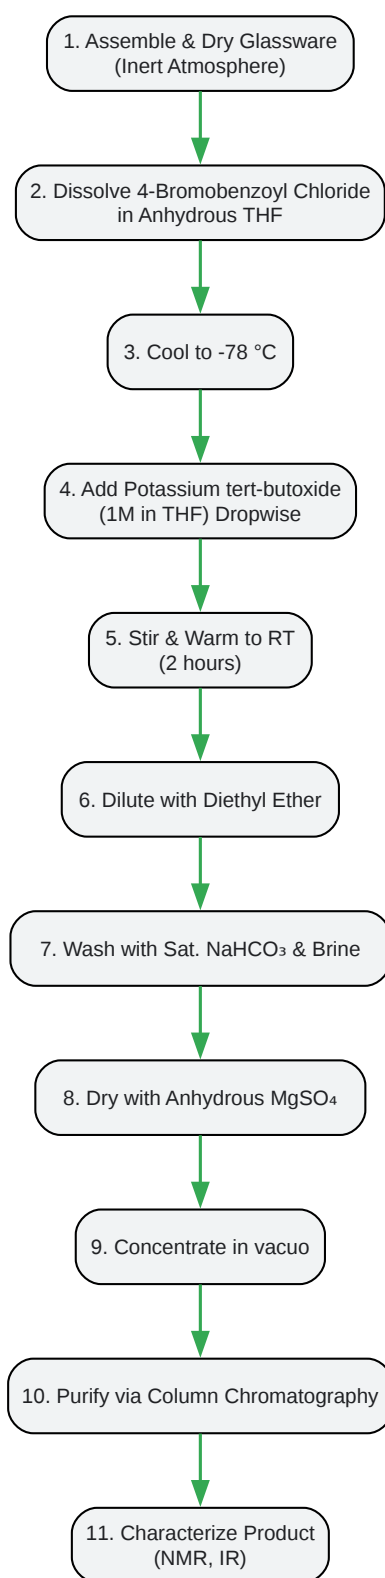 1. Assemble & Dry Glassware
(Inert Atmosphere)
2. Dissolve 4-Bromobenzoyl Chloride
in Anhydrous THF
3. Cool to -78 °C
4. Add Potassium tert-butoxide
(1M in THF) Dropwise
5. Stir & Warm to RT
(2 hours)
6. Dilute with Diethyl Ether
7. Wash with Sat. NaHCO₃ & Brine
8. Dry with Anhydrous MgSO₄
9. Concentrate in vacuo
10. Purify via Column Chromatography
11. Characterize Product
(NMR, IR)